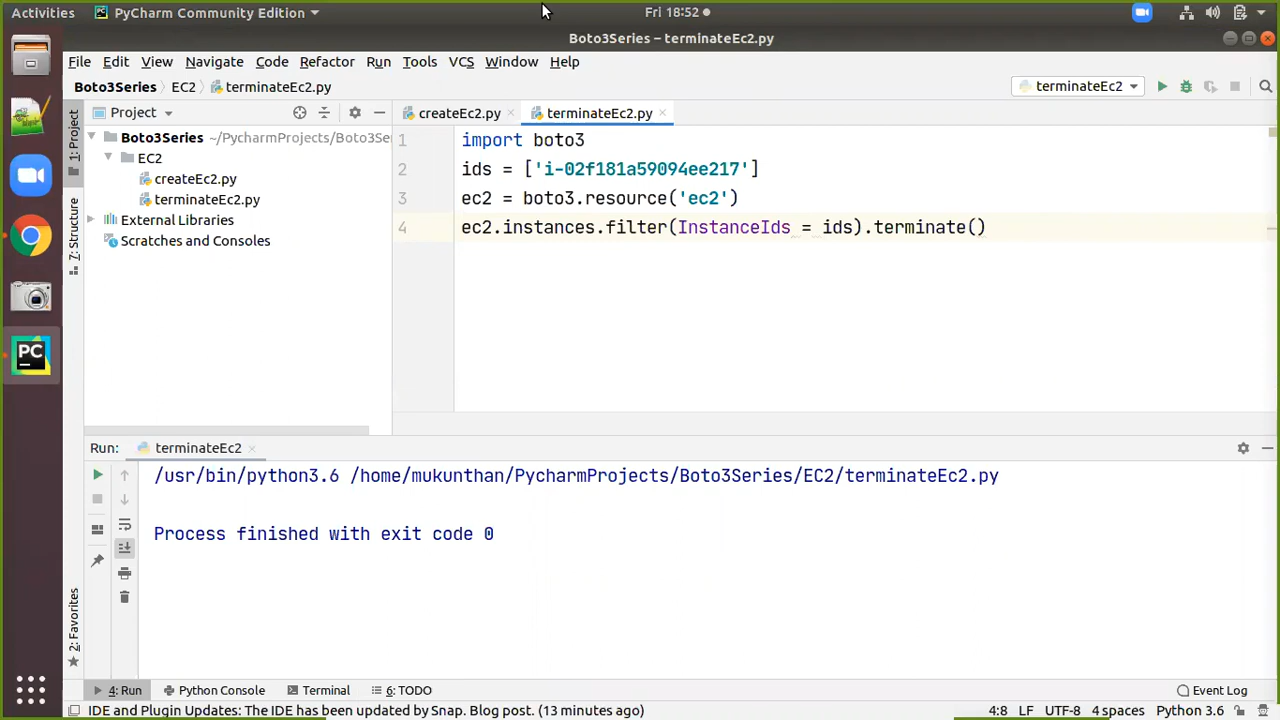 Activities PyCharm Community Edition Fri 18:52
Boto3Series – terminateEc2.py
File Edit View Navigate Code Refactor Run Tools VCS Window Help
Boto3Series EC2 terminateEc2.py terminateEc2
1: Project
7: Structure
2: Favorites
Project
Boto3Series ~/PycharmProjects/Boto3Se
EC2
createEc2.py
terminateEc2.py
External Libraries
Scratches and Consoles
createEc2.py terminateEc2.py
1 import boto3
2 ids = ['i-02f181a59094ee217']
3 ec2 = boto3.resource('ec2')
4 ec2.instances.filter(InstanceIds = ids).terminate()
PC
Run: terminateEc2
/usr/bin/python3.6 /home/mukunthan/PycharmProjects/Boto3Series/EC2/terminateEc2.py
Process finished with exit code 0
4: Run Python Console Terminal 6: TODO Event Log
IDE and Plugin Updates: The IDE has been updated by Snap. Blog post. (13 minutes ago) 4:8 LF UTF-8 4 spaces Python 3.6